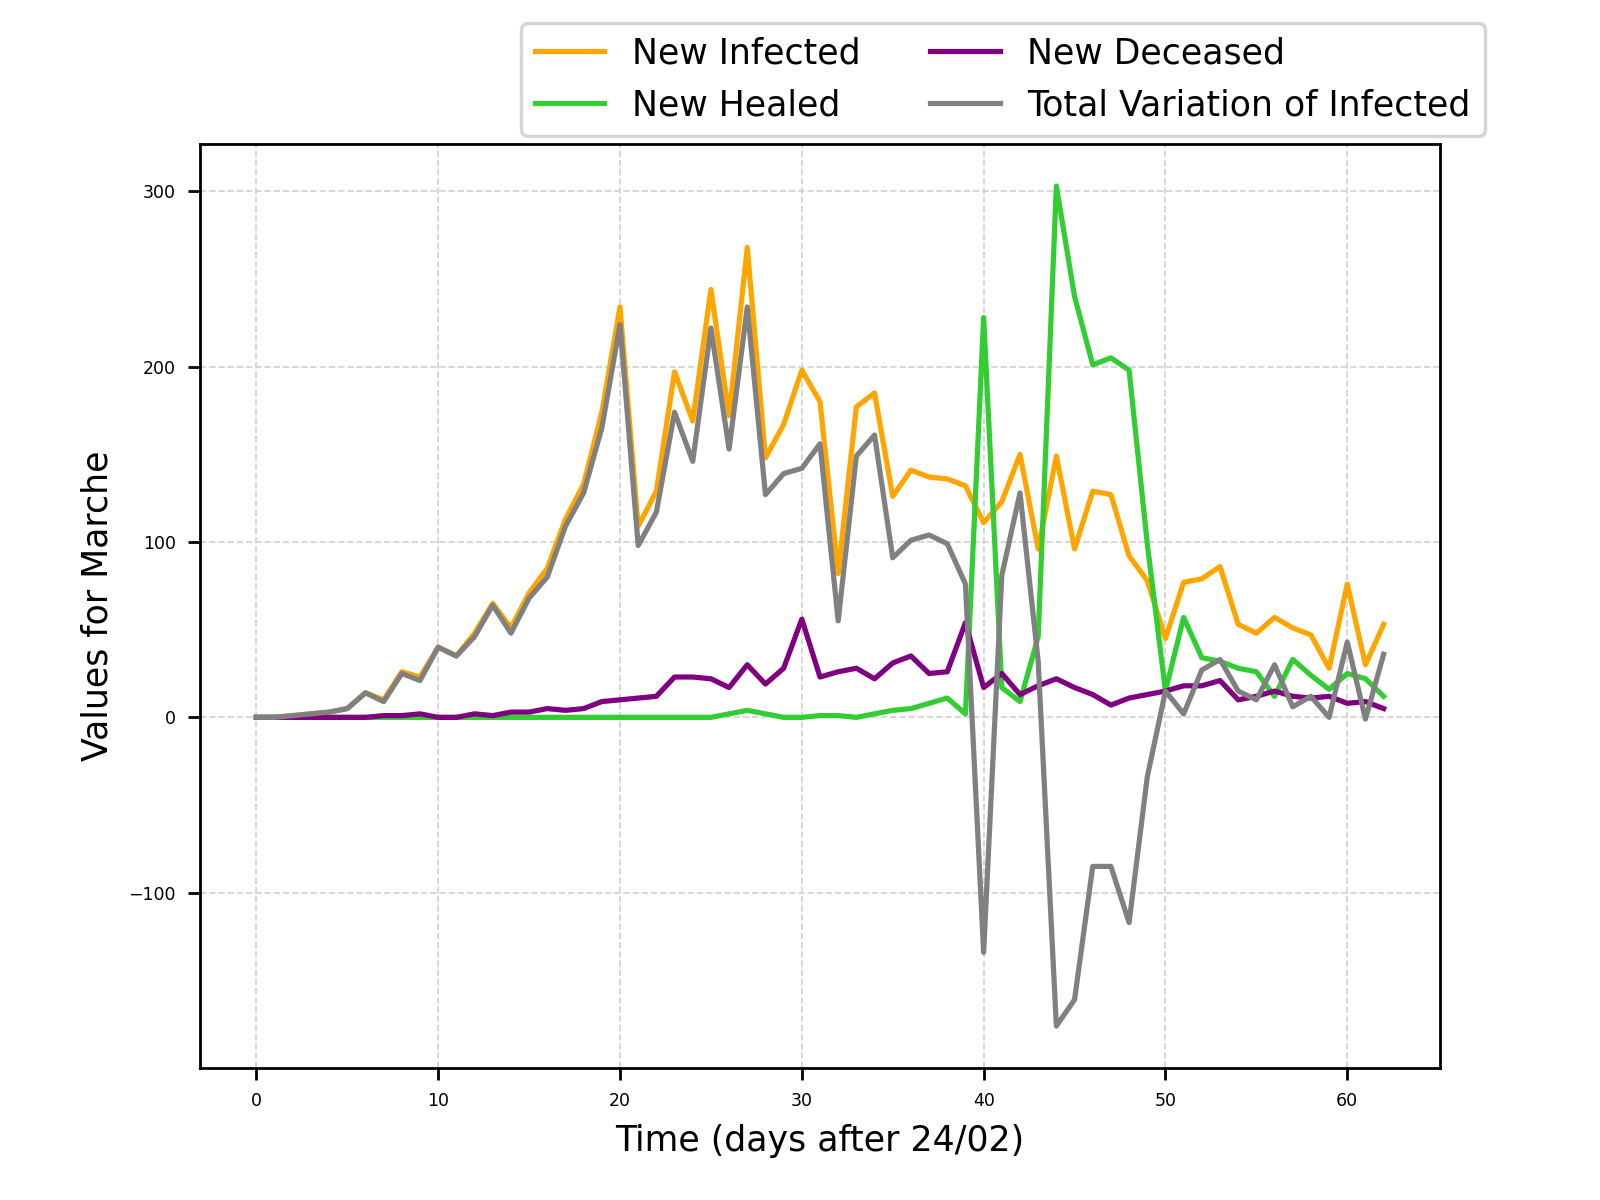 New Infected
New Healed
New Deceased
Total Variation of Infected
300
200
100
0
−100
Values for Marche
0 10 20 30 40 50 60
Time (days after 24/02)